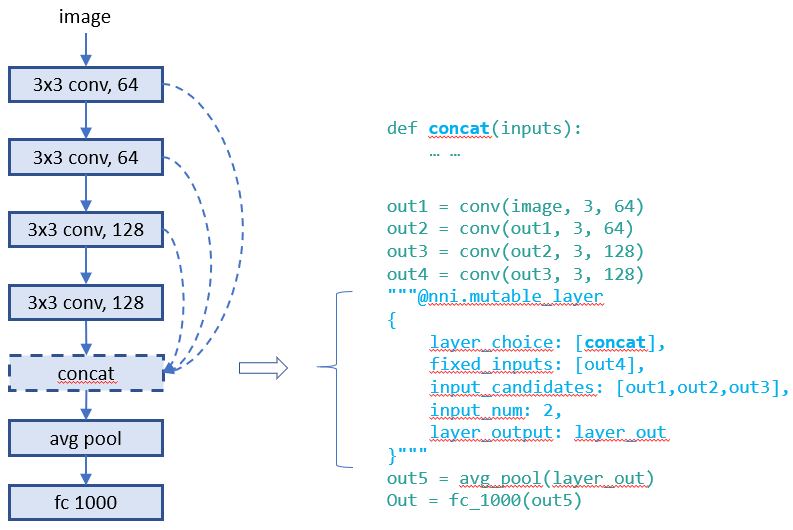 image
3x3 conv, 64
3x3 conv, 64
3x3 conv, 128
3x3 conv, 128
concat
avg pool
fc 1000
def concat(inputs):
… …
out1 = conv(image, 3, 64)
out2 = conv(out1, 3, 64)
out3 = conv(out2, 3, 128)
out4 = conv(out3, 3, 128)
"""@nni.mutable_layer
{
layer_choice: [concat],
fixed_inputs: [out4],
input_candidates: [out1,out2,out3],
input_num: 2,
layer_output: layer_out
}"""
out5 = avg_pool(layer_out)
Out = fc_1000(out5)